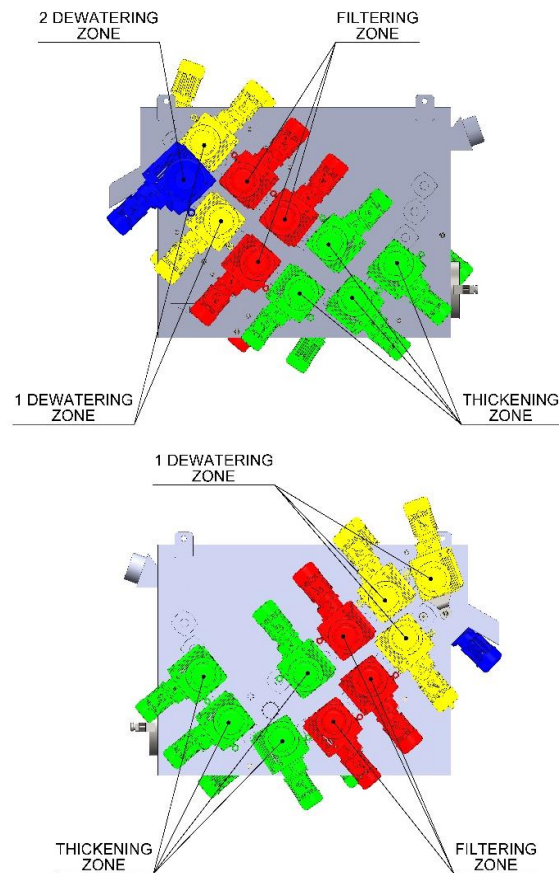 2 DEWATERING
ZONE
FILTERING
ZONE
1 DEWATERING
ZONE
THICKENING
ZONE
1 DEWATERING
ZONE
THICKENING
ZONE
FILTERING
ZONE